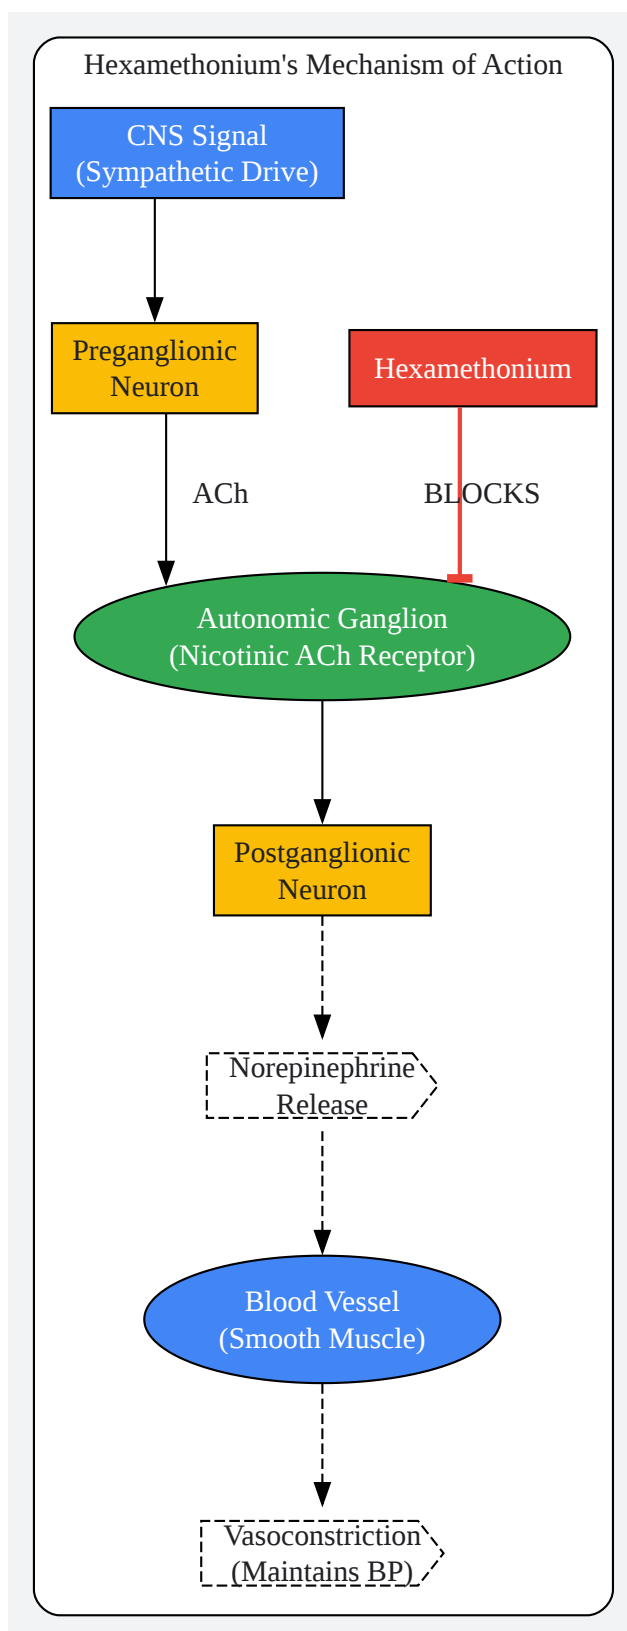 Hexamethonium's Mechanism of Action
CNS Signal
(Sympathetic Drive)
Preganglionic
Neuron
Hexamethonium
ACh
BLOCKS
Autonomic Ganglion
(Nicotinic ACh Receptor)
Postganglionic
Neuron
Norepinephrine
Release
Blood Vessel
(Smooth Muscle)
Vasoconstriction
(Maintains BP)